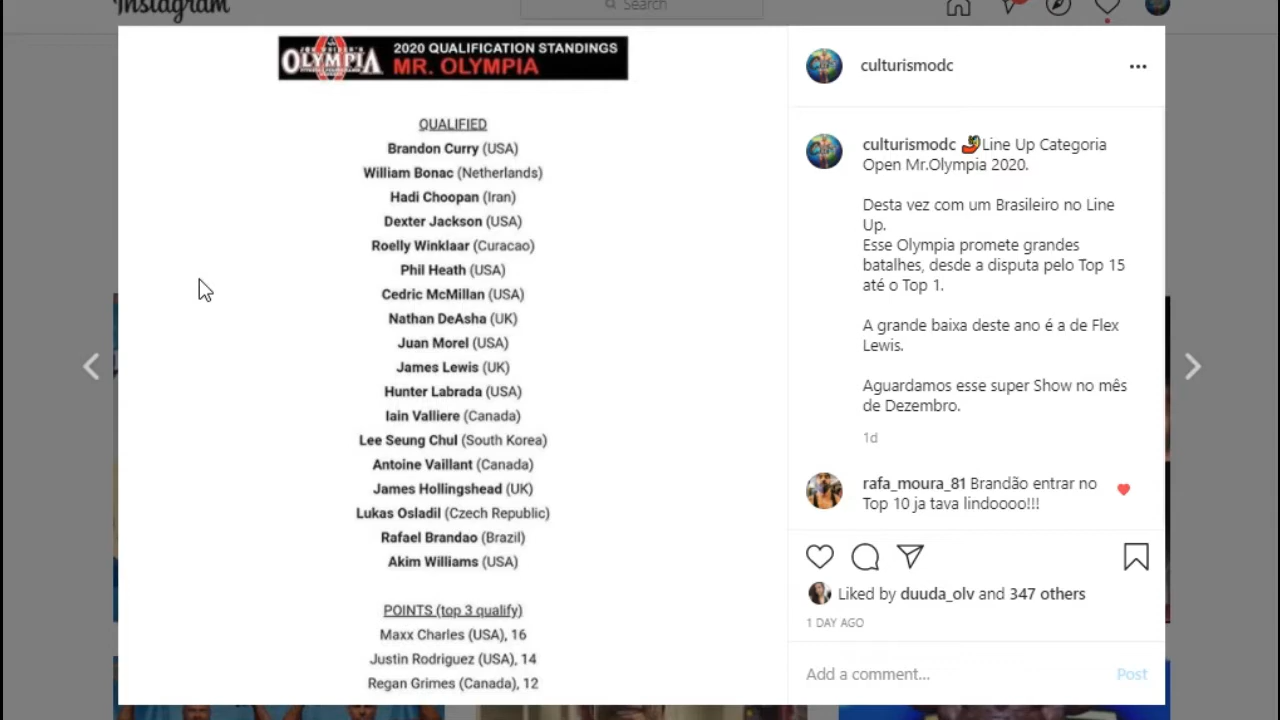 Instagram
Search
JOE WEIDER'S
OLYMPIA
2020 QUALIFICATION STANDINGS
MR. OLYMPIA
QUALIFIED
Brandon Curry (USA)
William Bonac (Netherlands)
Hadi Choopan (Iran)
Dexter Jackson (USA)
Roelly Winklaar (Curacao)
Phil Heath (USA)
Cedric McMillan (USA)
Nathan DeAsha (UK)
Juan Morel (USA)
James Lewis (UK)
Hunter Labrada (USA)
Iain Valliere (Canada)
Lee Seung Chul (South Korea)
Antoine Vaillant (Canada)
James Hollingshead (UK)
Lukas Osladil (Czech Republic)
Rafael Brandao (Brazil)
Akim Williams (USA)
POINTS (top 3 qualify)
Maxx Charles (USA), 16
Justin Rodriguez (USA), 14
Regan Grimes (Canada), 12
culturismodc
culturismodc Line Up Categoria
Open Mr.Olympia 2020.
Desta vez com um Brasileiro no Line
Up.
Esse Olympia promete grandes
batalhes, desde a disputa pelo Top 15
até o Top 1.
A grande baixa deste ano é a de Flex
Lewis.
Aguardamos esse super Show no mês
de Dezembro.
1d
rafa_moura_81 Brandão entrar no
Top 10 ja tava lindoooo!!!
Liked by duuda_olv and 347 others
1 DAY AGO
Add a comment...
Post